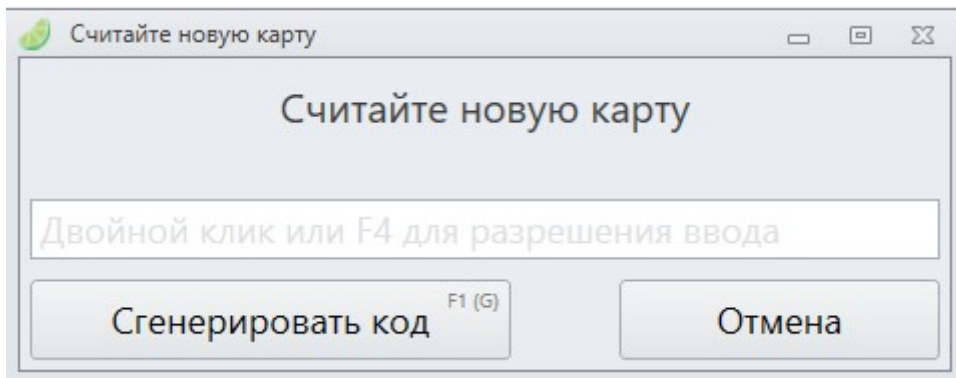 Считайте новую карту
Считайте новую карту
Двойной клик или F4 для разрешения ввода
Сгенерировать код F1 (G)
Отмена